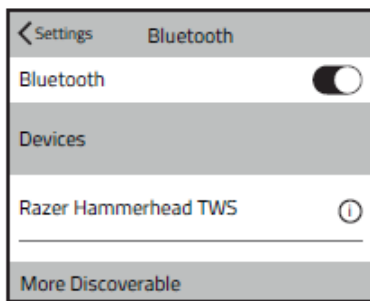 Settings Bluetooth
Bluetooth
Devices
Razer Hammerhead TWS
More Discoverable